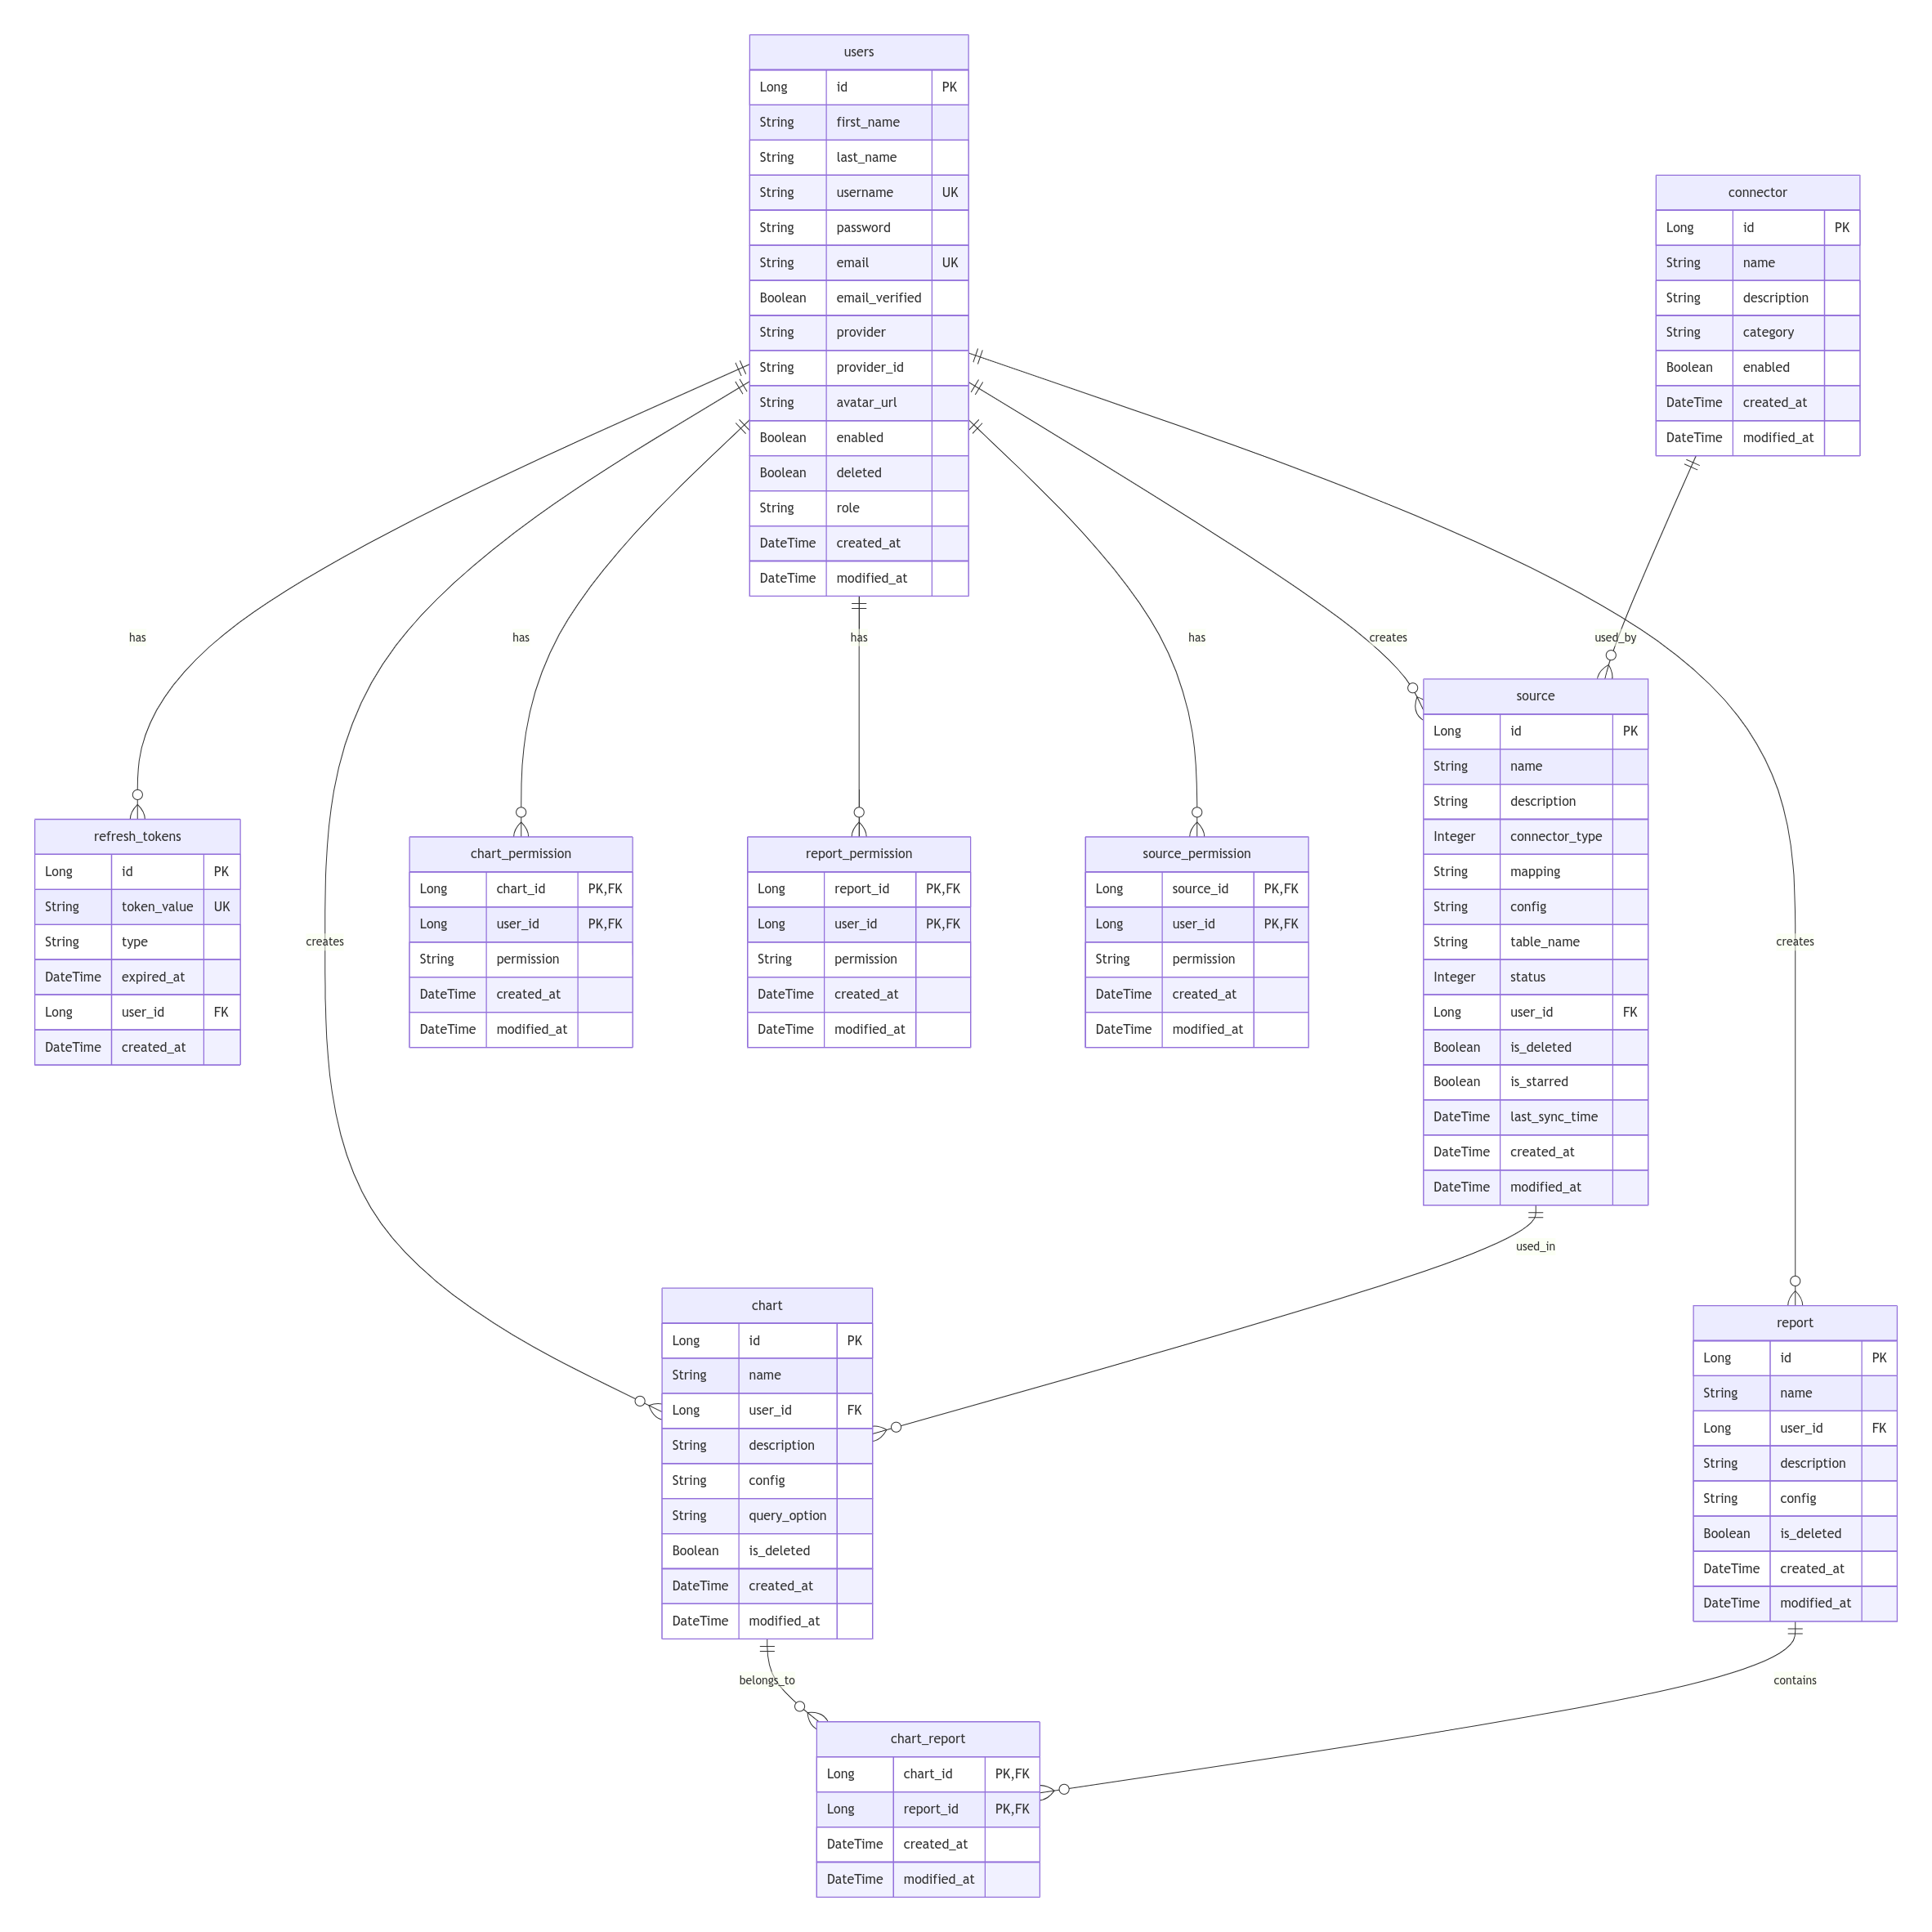 users
Long id PK
String first_name
String last_name
String username UK
String password
String email UK
Boolean email_verified
String provider
String provider_id
String avatar_url
Boolean enabled
Boolean deleted
String role
DateTime created_at
DateTime modified_at
connector
Long id PK
String name
String description
String category
Boolean enabled
DateTime created_at
DateTime modified_at
has
has
has
has
creates
used_by
refresh_tokens
Long id PK
String token_value UK
String type
DateTime expired_at
Long user_id FK
DateTime created_at
creates
chart_permission
Long chart_id PK,FK
Long user_id PK,FK
String permission
DateTime created_at
DateTime modified_at
report_permission
Long report_id PK,FK
Long user_id PK,FK
String permission
DateTime created_at
DateTime modified_at
source_permission
Long source_id PK,FK
Long user_id PK,FK
String permission
DateTime created_at
DateTime modified_at
source
Long id PK
String name
String description
Integer connector_type
String mapping
String config
String table_name
Integer status
Long user_id FK
Boolean is_deleted
Boolean is_starred
DateTime last_sync_time
DateTime created_at
DateTime modified_at
creates
used_in
chart
Long id PK
String name
Long user_id FK
String description
String config
String query_option
Boolean is_deleted
DateTime created_at
DateTime modified_at
report
Long id PK
String name
Long user_id FK
String description
String config
Boolean is_deleted
DateTime created_at
DateTime modified_at
belongs_to
contains
chart_report
Long chart_id PK,FK
Long report_id PK,FK
DateTime created_at
DateTime modified_at